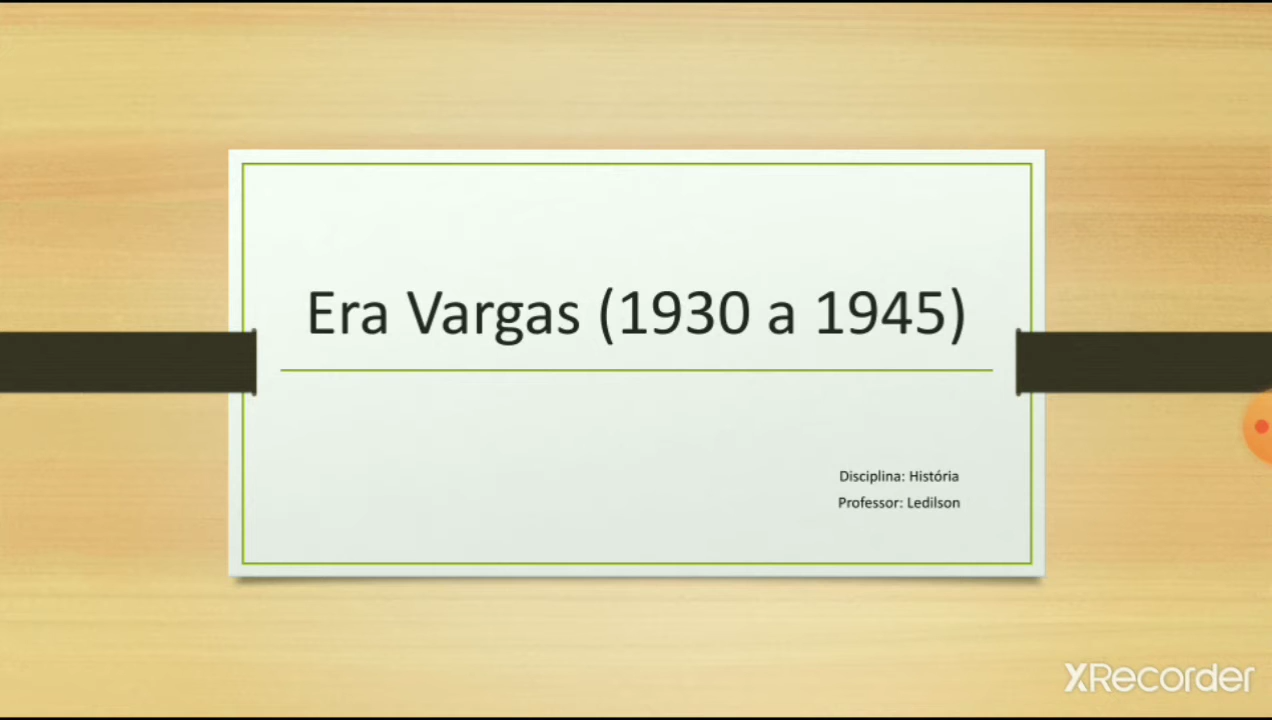 Era Vargas (1930 a 1945)
Disciplina: História
Professor: Ledilson
XRecorder